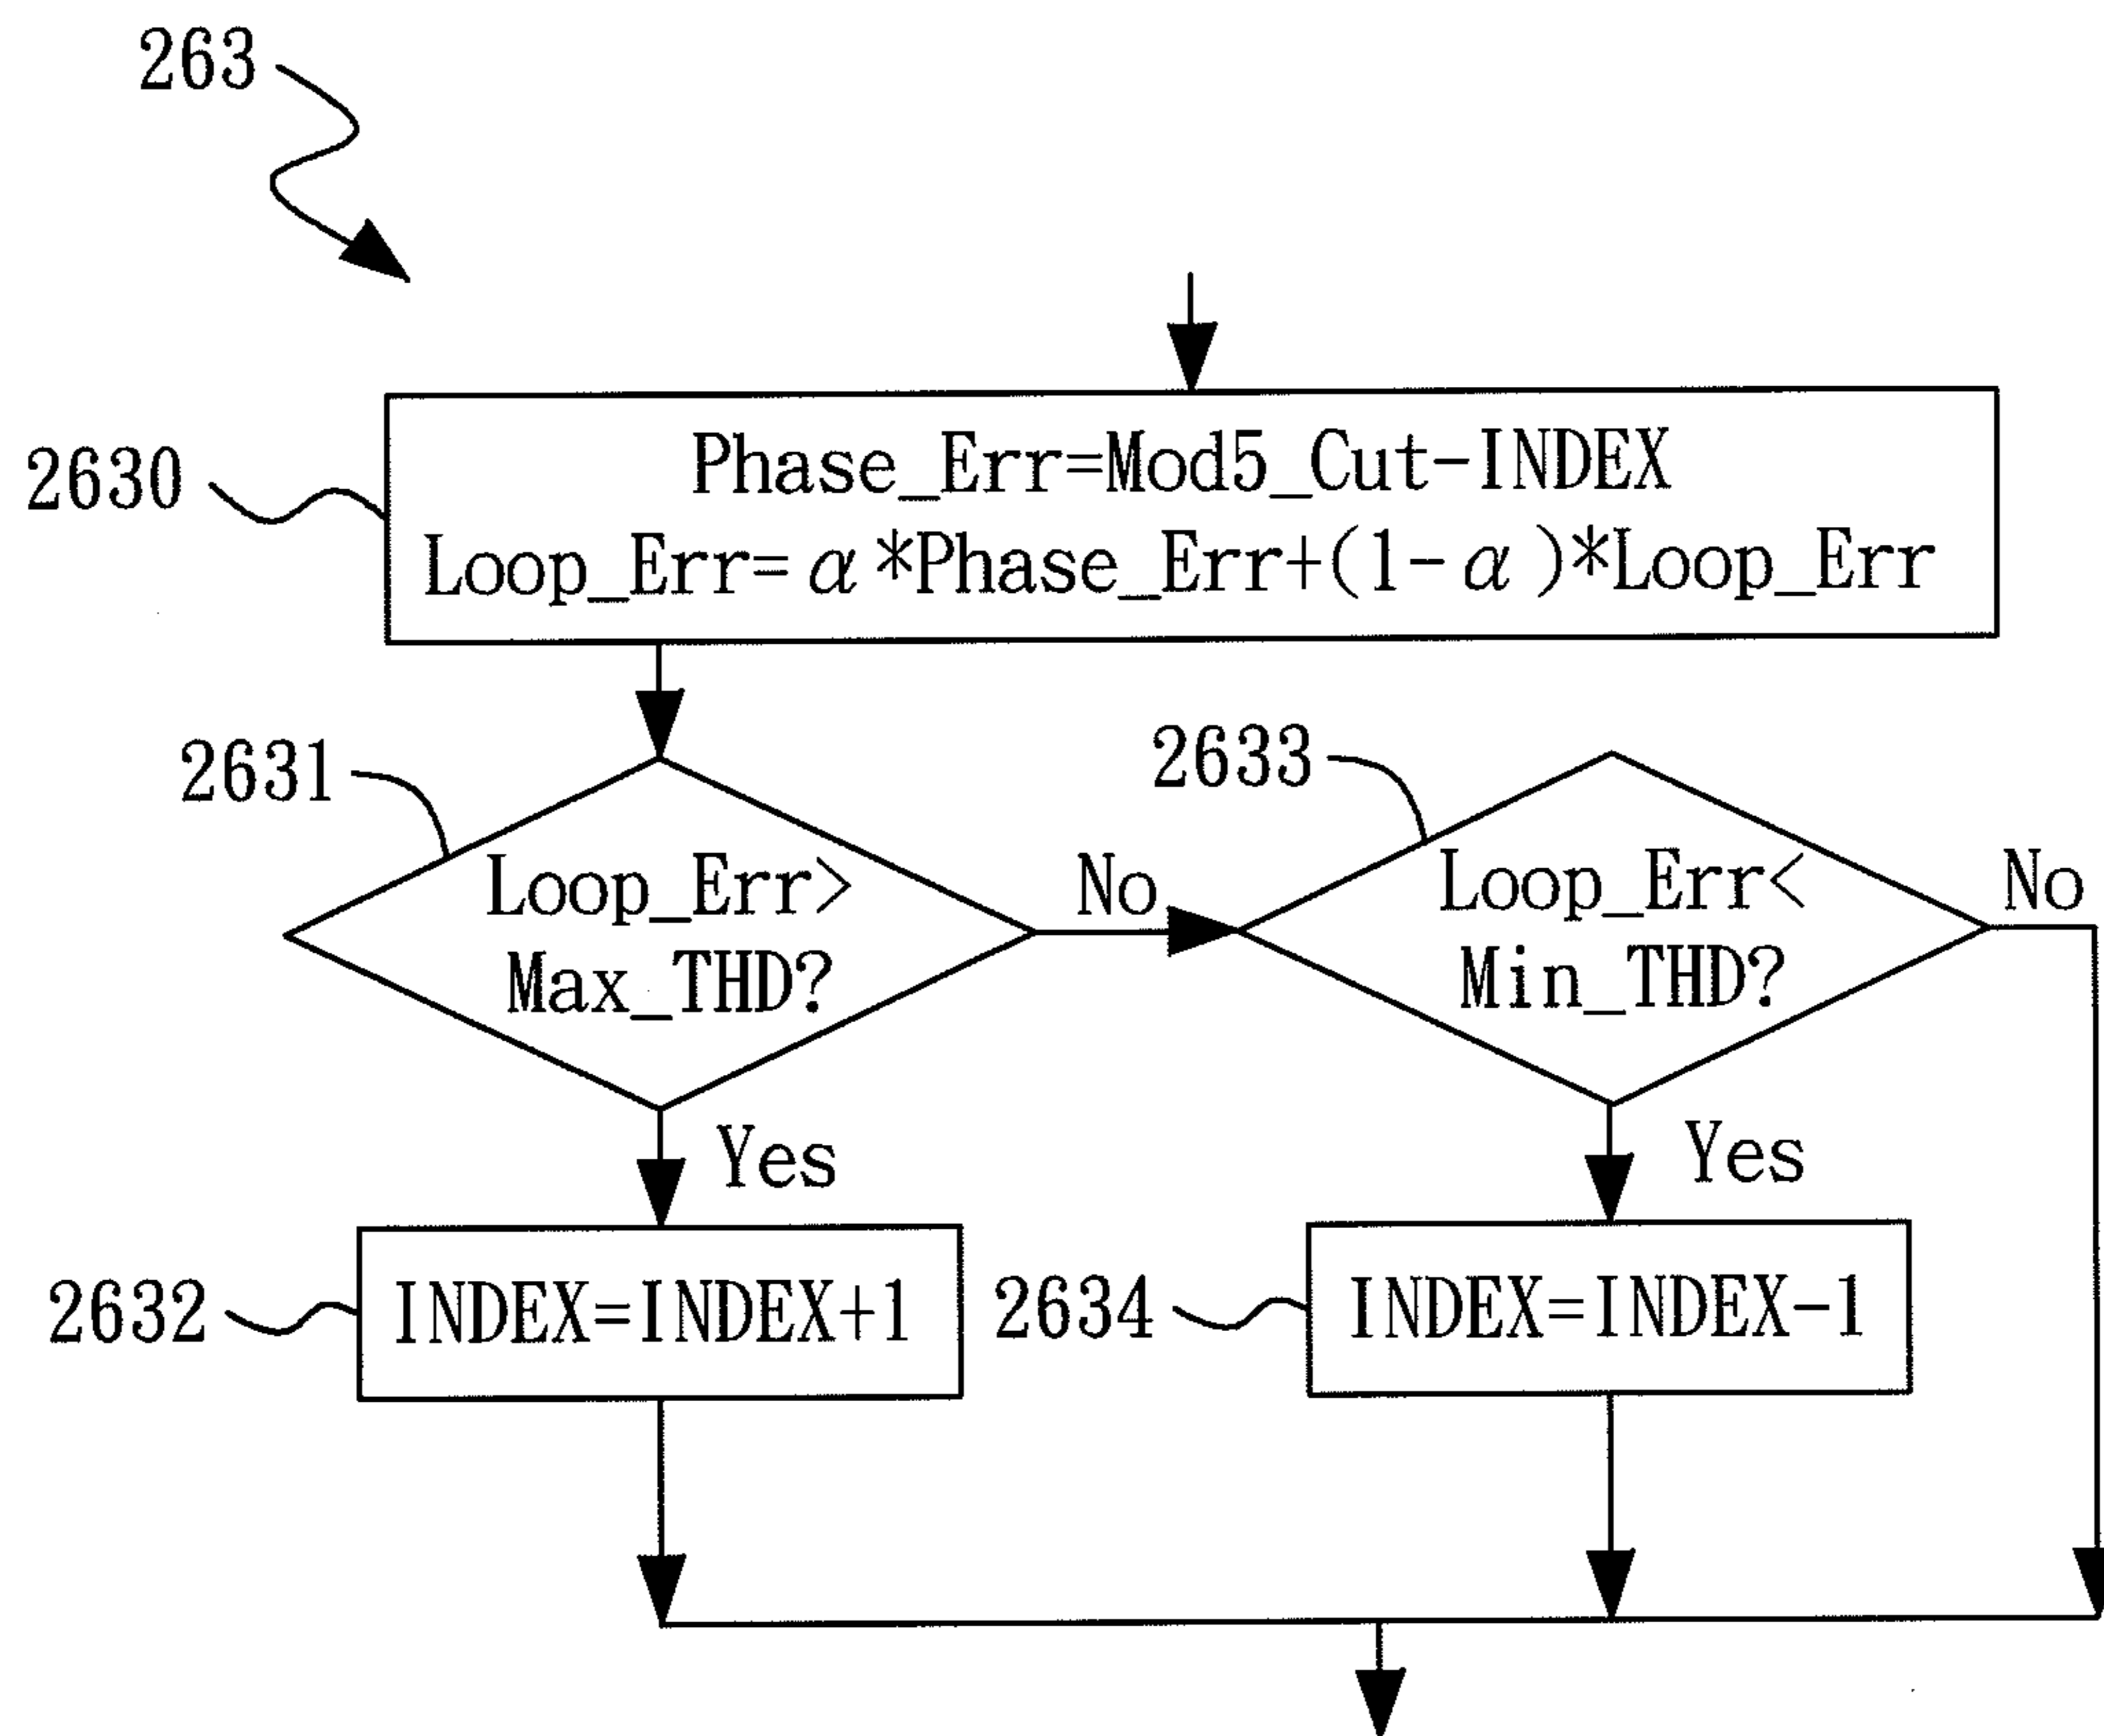 263
2630
Phase_Err=Mod5_Cut-INDEX
Loop_Err=α*Phase_Err+(1-α)*Loop_Err
2631
Loop_Err>
Max_THD?
No
2633
Loop_Err<
Min_THD?
No
Yes
Yes
2632
INDEX=INDEX+1
2634
INDEX=INDEX-1